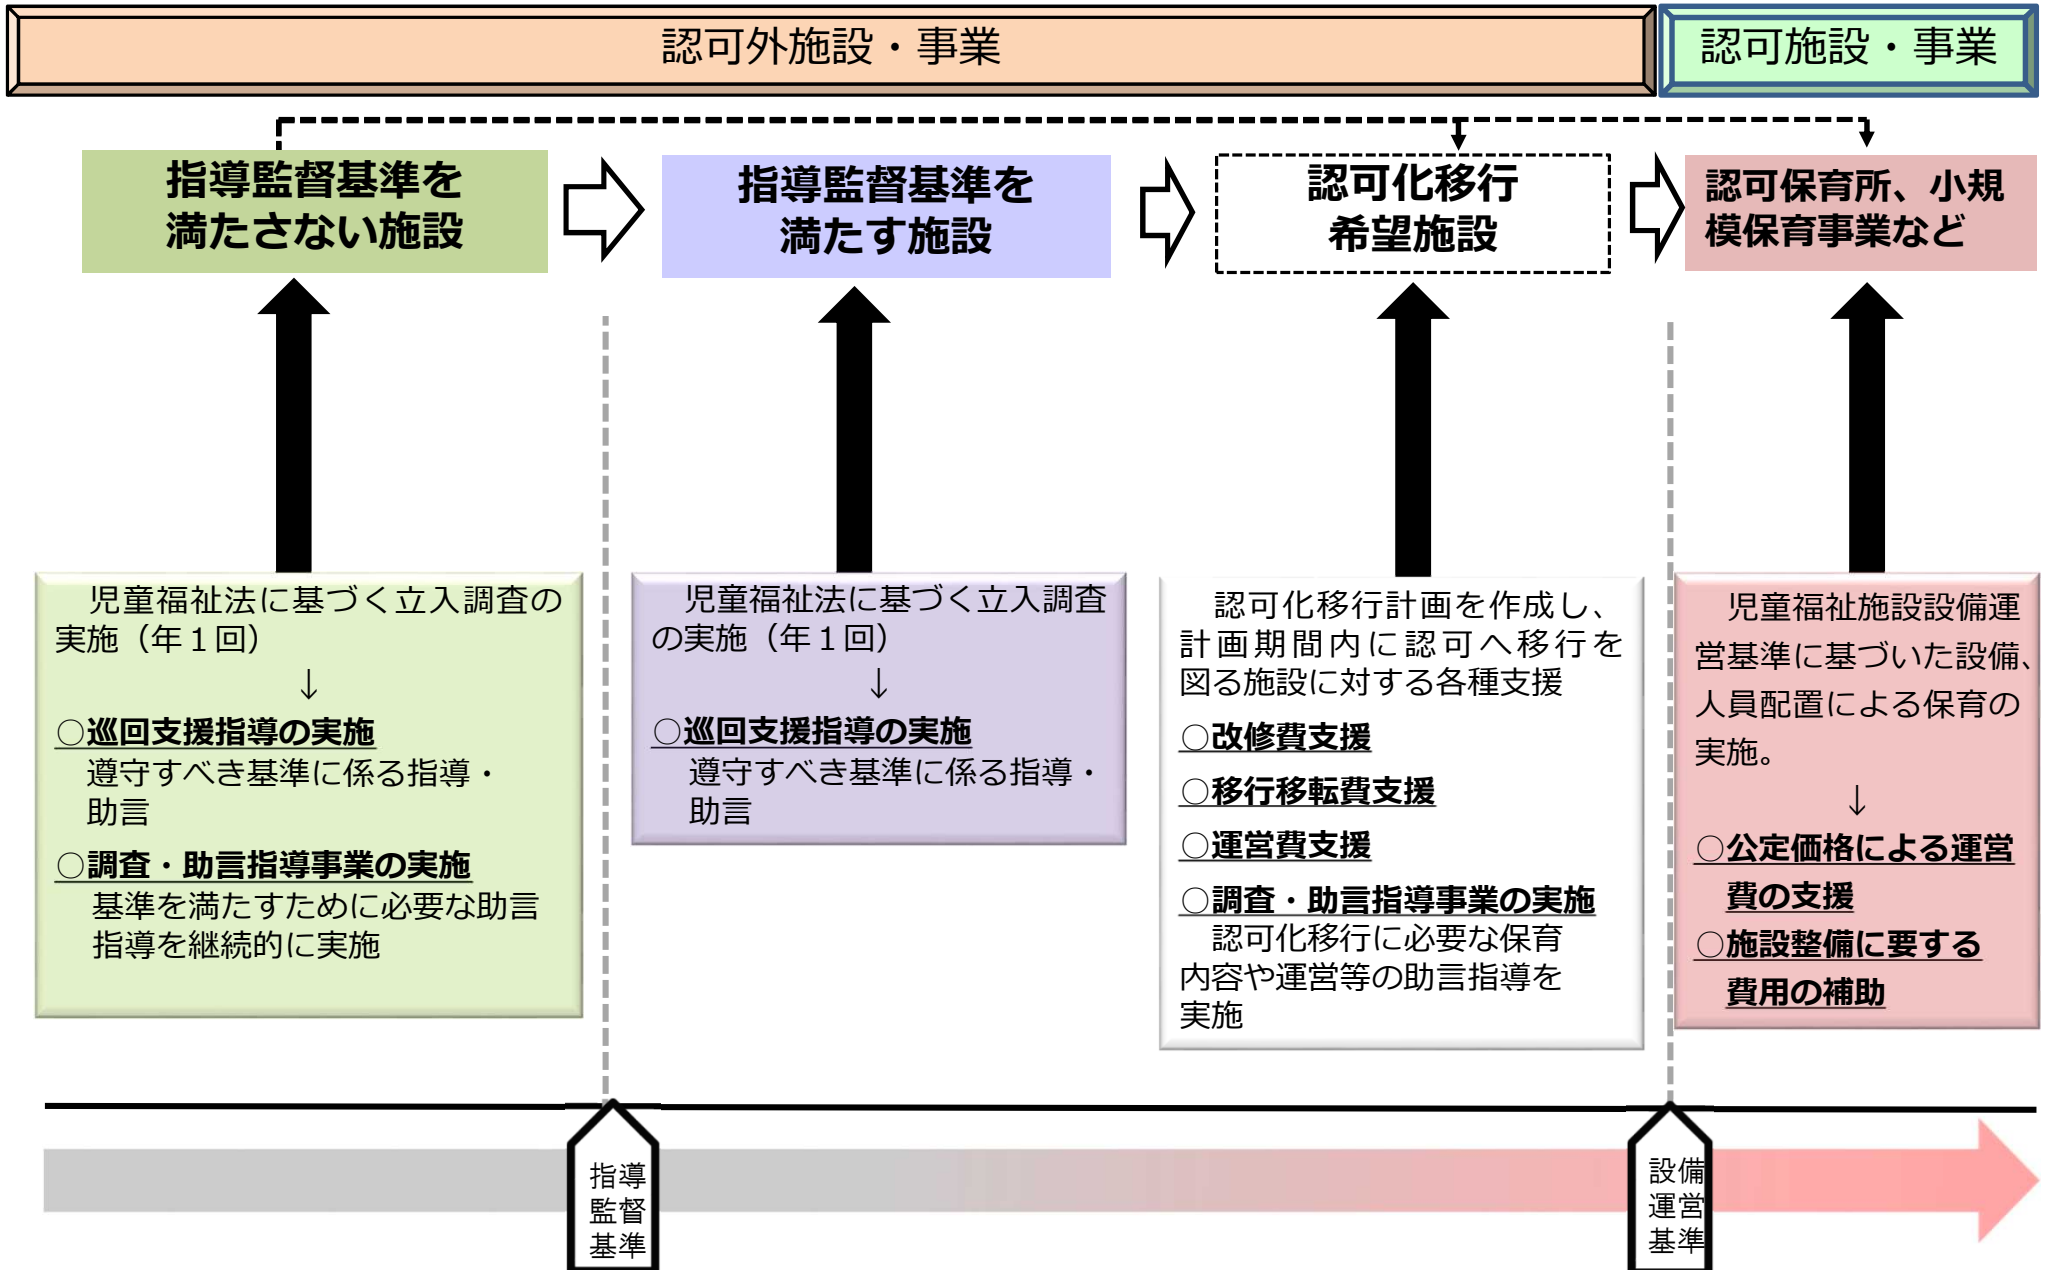 認可外施設・事業
認可施設・事業
指導監督基準を
満たさない施設
指導監督基準を
満たす施設
認可化移行
希望施設
認可保育所、小規
模保育事業など
児童福祉法に基づく立入調査の
実施（年１回）
↓
○巡回支援指導の実施
遵守すべき基準に係る指導・
助言
○調査・助言指導事業の実施
基準を満たすために必要な助言
指導を継続的に実施
児童福祉法に基づく立入調査
の実施（年１回）
↓
○巡回支援指導の実施
遵守すべき基準に係る指導・
助言
認可化移行計画を作成し、
計画期間内に認可へ移行を
図る施設に対する各種支援
○改修費支援
○移行移転費支援
○運営費支援
○調査・助言指導事業の実施
認可化移行に必要な保育
内容や運営等の助言指導を
実施
児童福祉施設設備運
営基準に基づいた設備、
人員配置による保育の
実施。
↓
○公定価格による運営
費の支援
○施設整備に要する
費用の補助
指導
監督
基準
設備
運営
基準